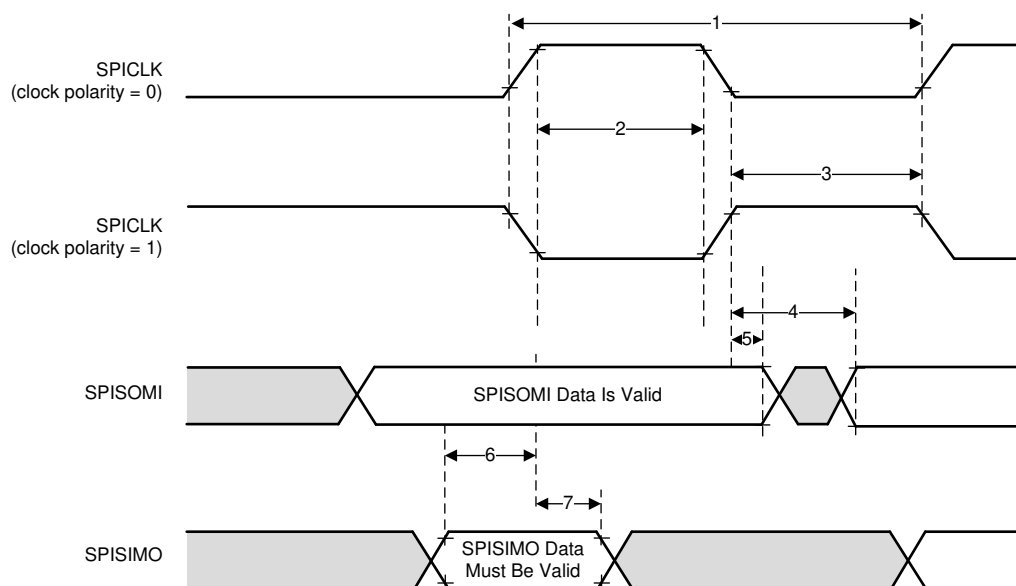 1
SPICLK
(clock polarity = 0)
2
3
SPICLK
(clock polarity = 1)
4
5
SPISOMI
SPISOMI Data Is Valid
6
7
SPISIMO
SPISIMO Data
Must Be Valid